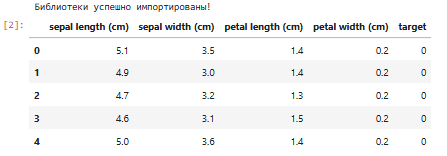 Библиотеки успешно импортированы!
[2]:
sepal length (cm) sepal width (cm) petal length (cm) petal width (cm) target
0 5.1 3.5 1.4 0.2 0
1 4.9 3.0 1.4 0.2 0
2 4.7 3.2 1.3 0.2 0
3 4.6 3.1 1.5 0.2 0
4 5.0 3.6 1.4 0.2 0